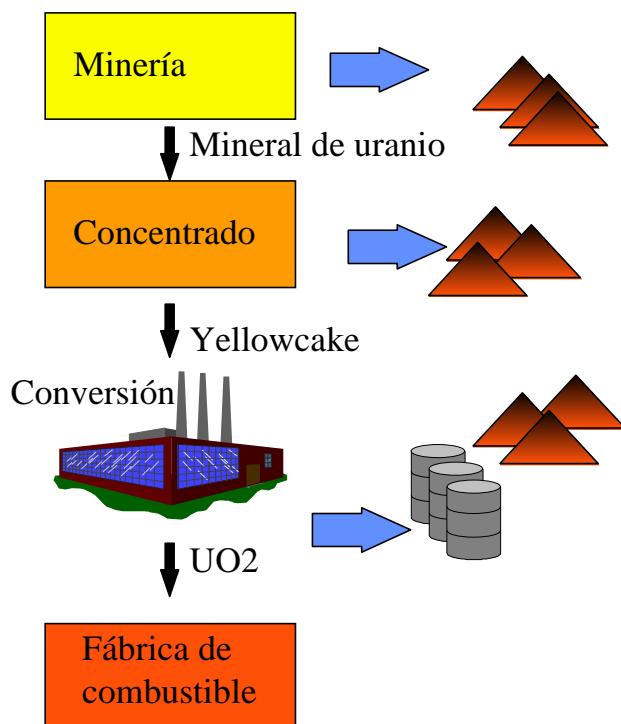 Minería
Mineral de uranio
Concentrado
Yellowcake
Conversión
UO2
Fábrica de
combustible